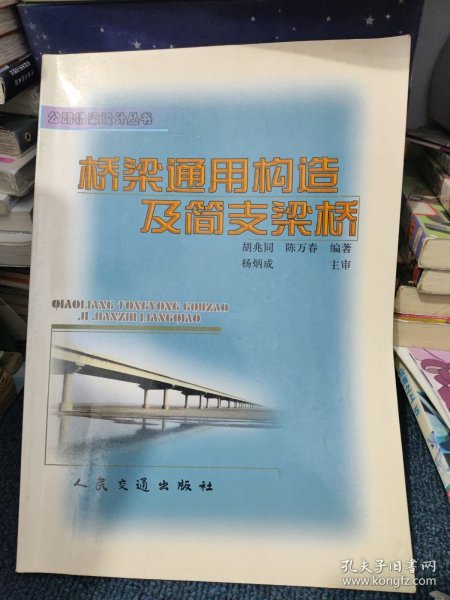 公路桥梁设计丛书
桥梁通用构造
及简支梁桥
胡兆同 陈万春 编著
杨炳成 主审
QIAOLIANG TONGYONG GOUZAO
JI JIANZHI LIANGQIAO
人民交通出版社
孔夫子旧书网
www.kongfz.com